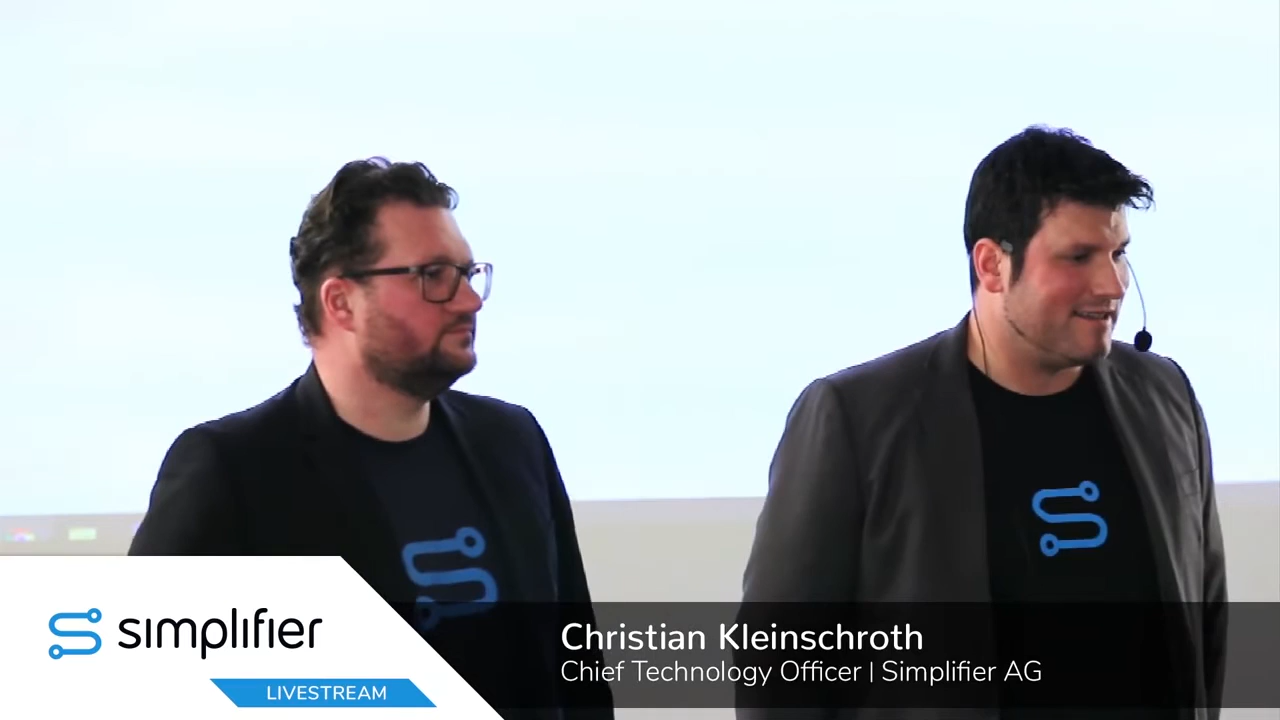 simplifier
LIVESTREAM
Christian Kleinschroth
Chief Technology Officer | Simplifier AG